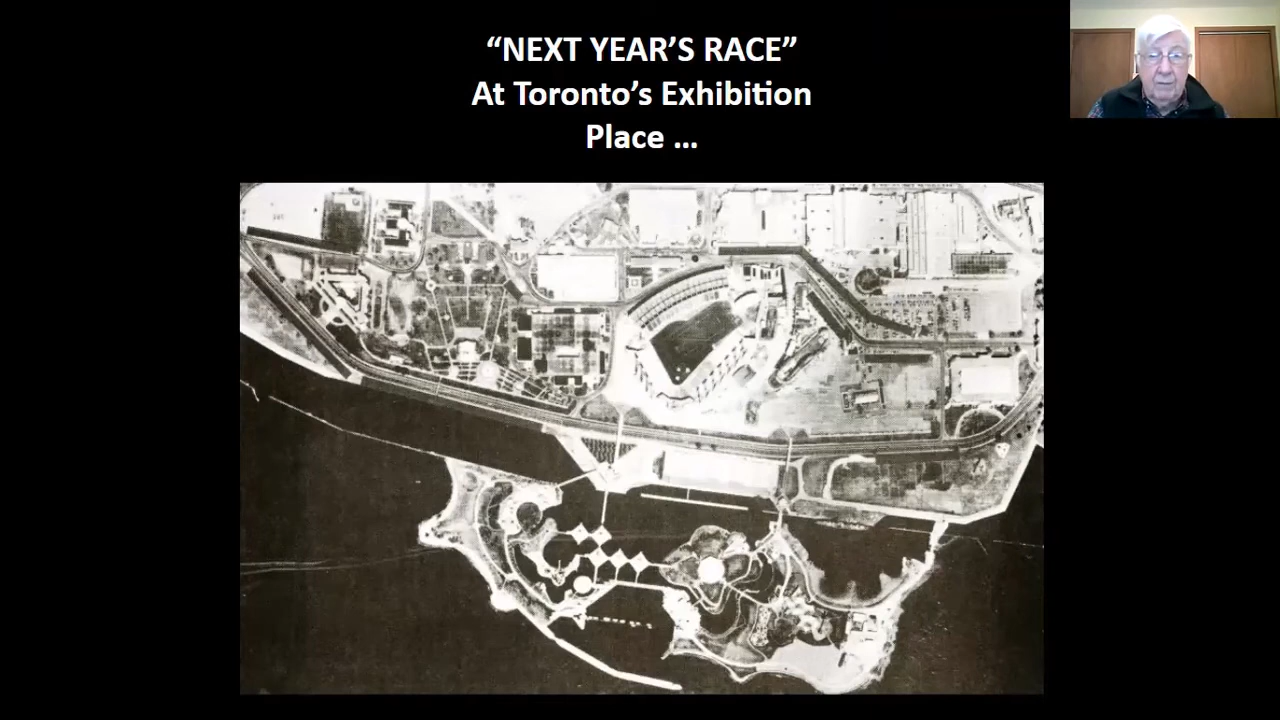 “NEXT YEAR’S RACE”
At Toronto’s Exhibition
Place ...